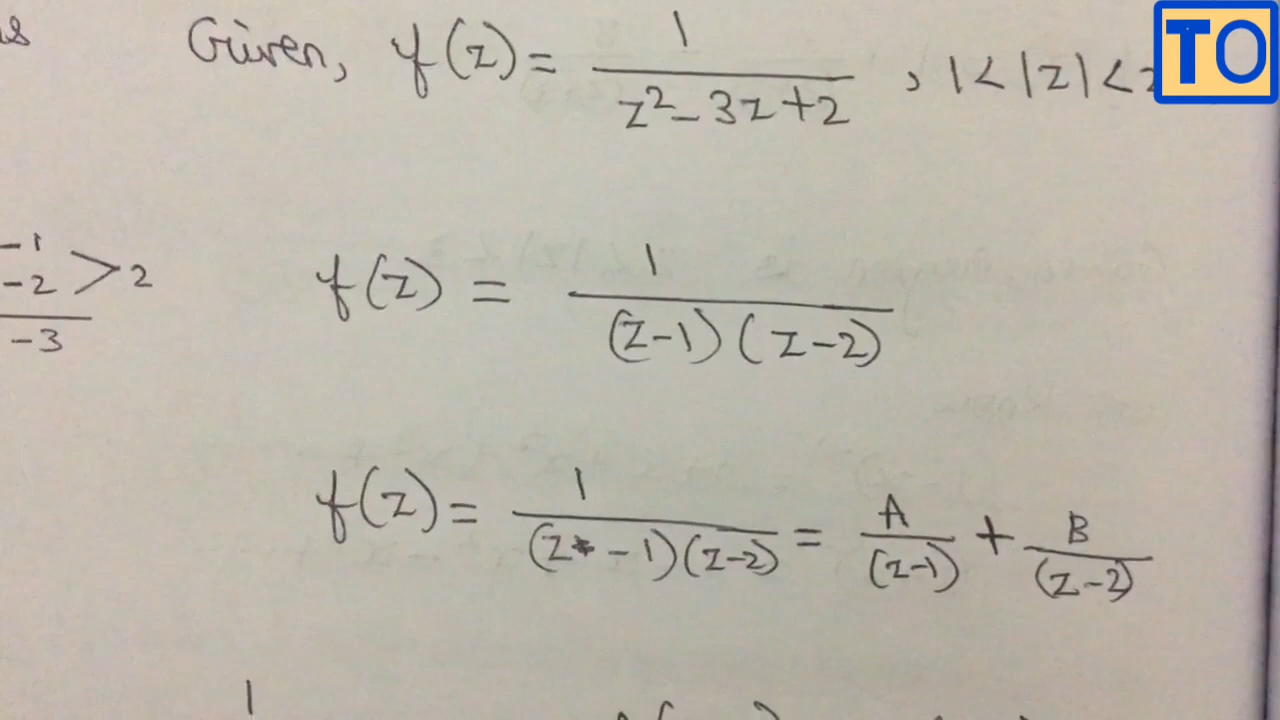 TO
Given, f(z) = 1/(z² - 3z + 2) , 1 < |z| <
-1
-2 > 2
-3
f(z) = 1/((z-1)(z-2))
f(z) = 1/((z-1)(z-2)) = A/(z-1) + B/(z-2)
1